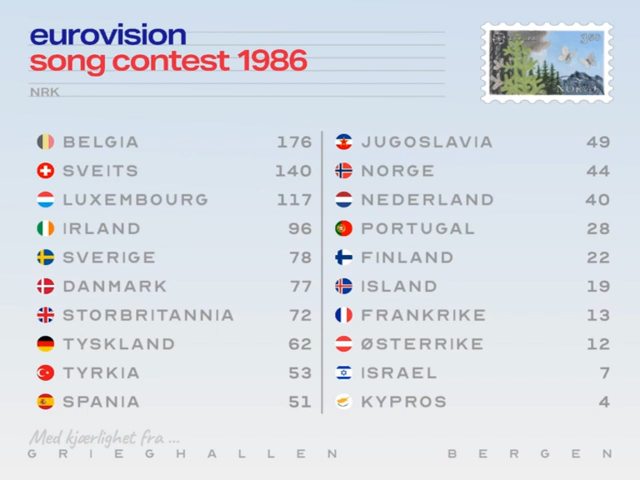 eurovision
song contest 1986
NRK
BELGIA 176
SVEITS 140
LUXEMBOURG 117
IRLAND 96
SVERIGE 78
DANMARK 77
STORBRITANNIA 72
TYSKLAND 62
TYRKIA 53
SPANIA 51
JUGOSLAVIA 49
NORGE 44
NEDERLAND 40
PORTUGAL 28
FINLAND 22
ISLAND 19
FRANKRIKE 13
ØSTERRIKE 12
ISRAEL 7
KYPROS 4
Med kjærlighet fra ...
GRIEGHALLEN BERGEN